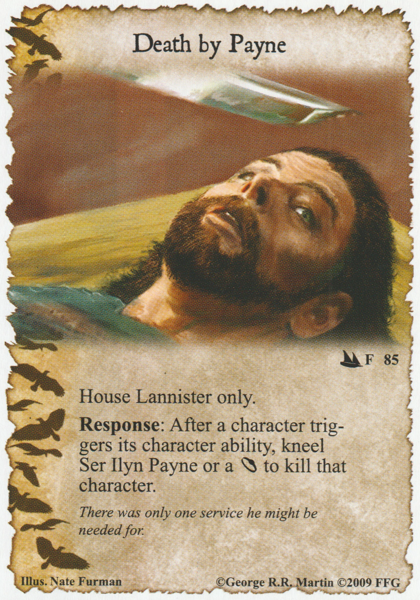 Death by Payne
F 85
House Lannister only.
Response: After a character trig-
gers its character ability, kneel
Ser Ilyn Payne or a to kill that
character.
There was only one service he might be
needed for.
Illus. Nate Furman ©George R.R. Martin ©2009 FFG